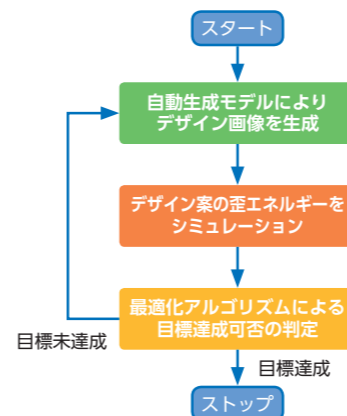 スタート
自動生成モデルにより
デザイン画像を生成
デザイン案の歪エネルギーを
シミュレーション
最適化アルゴリズムによる
目標達成可否の判定
目標未達成
目標達成
ストップ